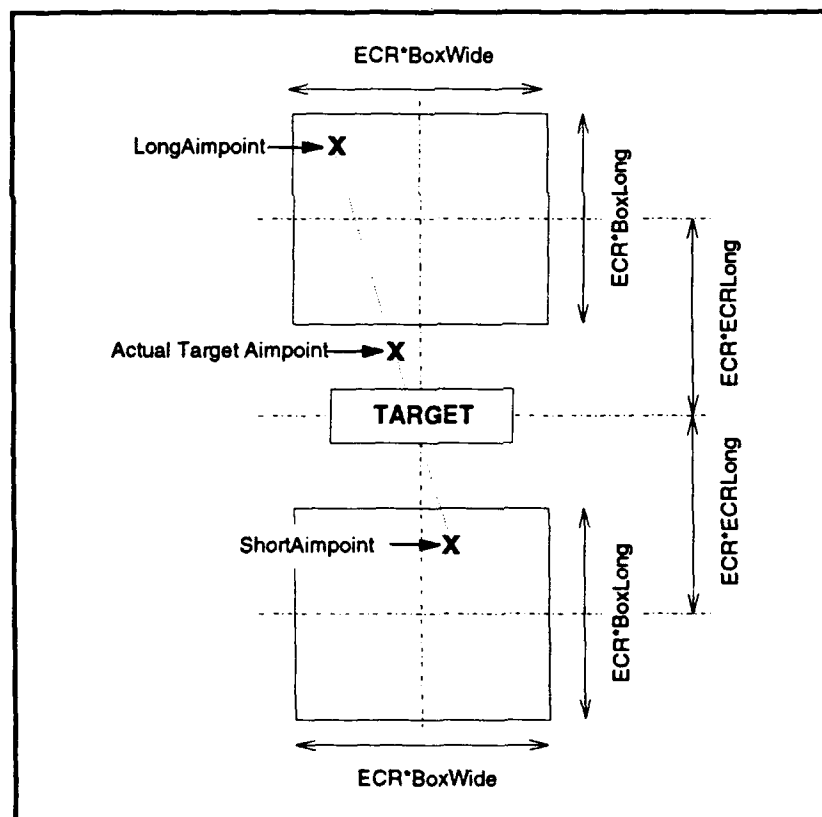 ECR*BoxWide
LongAimpoint
ECR*BoxLong
ECR*ECRLong
Actual Target Aimpoint
TARGET
ECR*ECRLong
ShortAimpoint
ECR*BoxLong
ECR*BoxWide